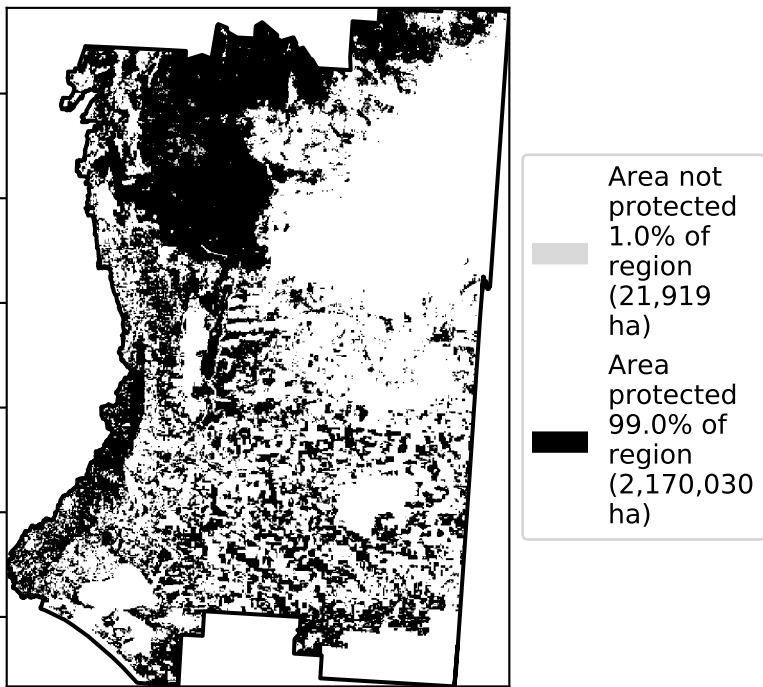 Area not
protected
1.0% of
region
(21,919
ha)
Area
protected
99.0% of
region
(2,170,030
ha)